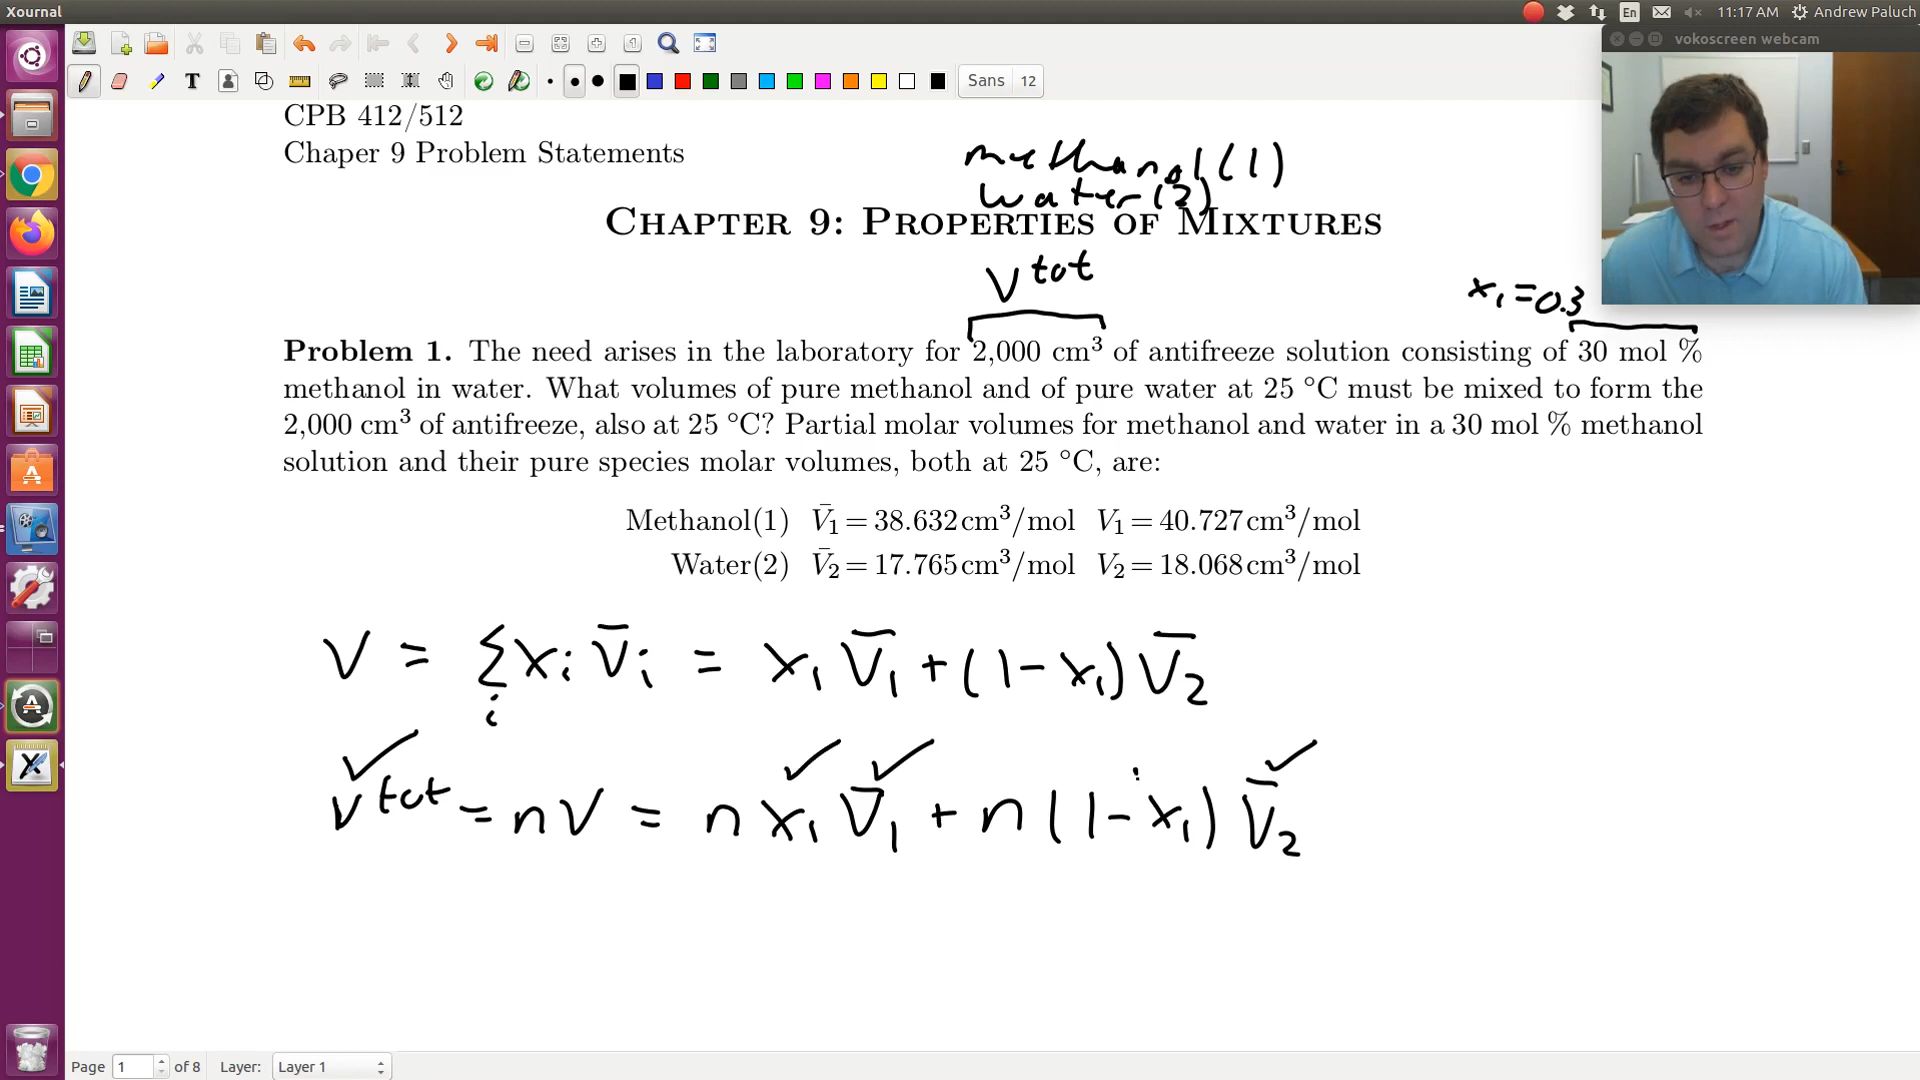 Xournal
En
11:17 AM
Andrew Paluch
vokoscreen webcam
T
Sans 12
CPB 412/512
Chaper 9 Problem Statements
methanol(1)
water(2)
CHAPTER 9: PROPERTIES OF MIXTURES
V^tot
x₁=0.3
Problem 1. The need arises in the laboratory for 2,000 cm³ of antifreeze solution consisting of 30 mol %
methanol in water. What volumes of pure methanol and of pure water at 25 °C must be mixed to form the
2,000 cm³ of antifreeze, also at 25 °C? Partial molar volumes for methanol and water in a 30 mol % methanol
solution and their pure species molar volumes, both at 25 °C, are:
Methanol(1) V̄₁ = 38.632 cm³/mol V₁ = 40.727 cm³/mol
Water(2) V̄₂ = 17.765 cm³/mol V₂ = 18.068 cm³/mol
V = Σᵢ xᵢ V̄ᵢ = x₁ V̄₁ + (1-x₁) V̄₂
V^tot = nV = n x₁ V̄₁ + n (1-x₁) V̄₂
Page 1 of 8 Layer: Layer 1